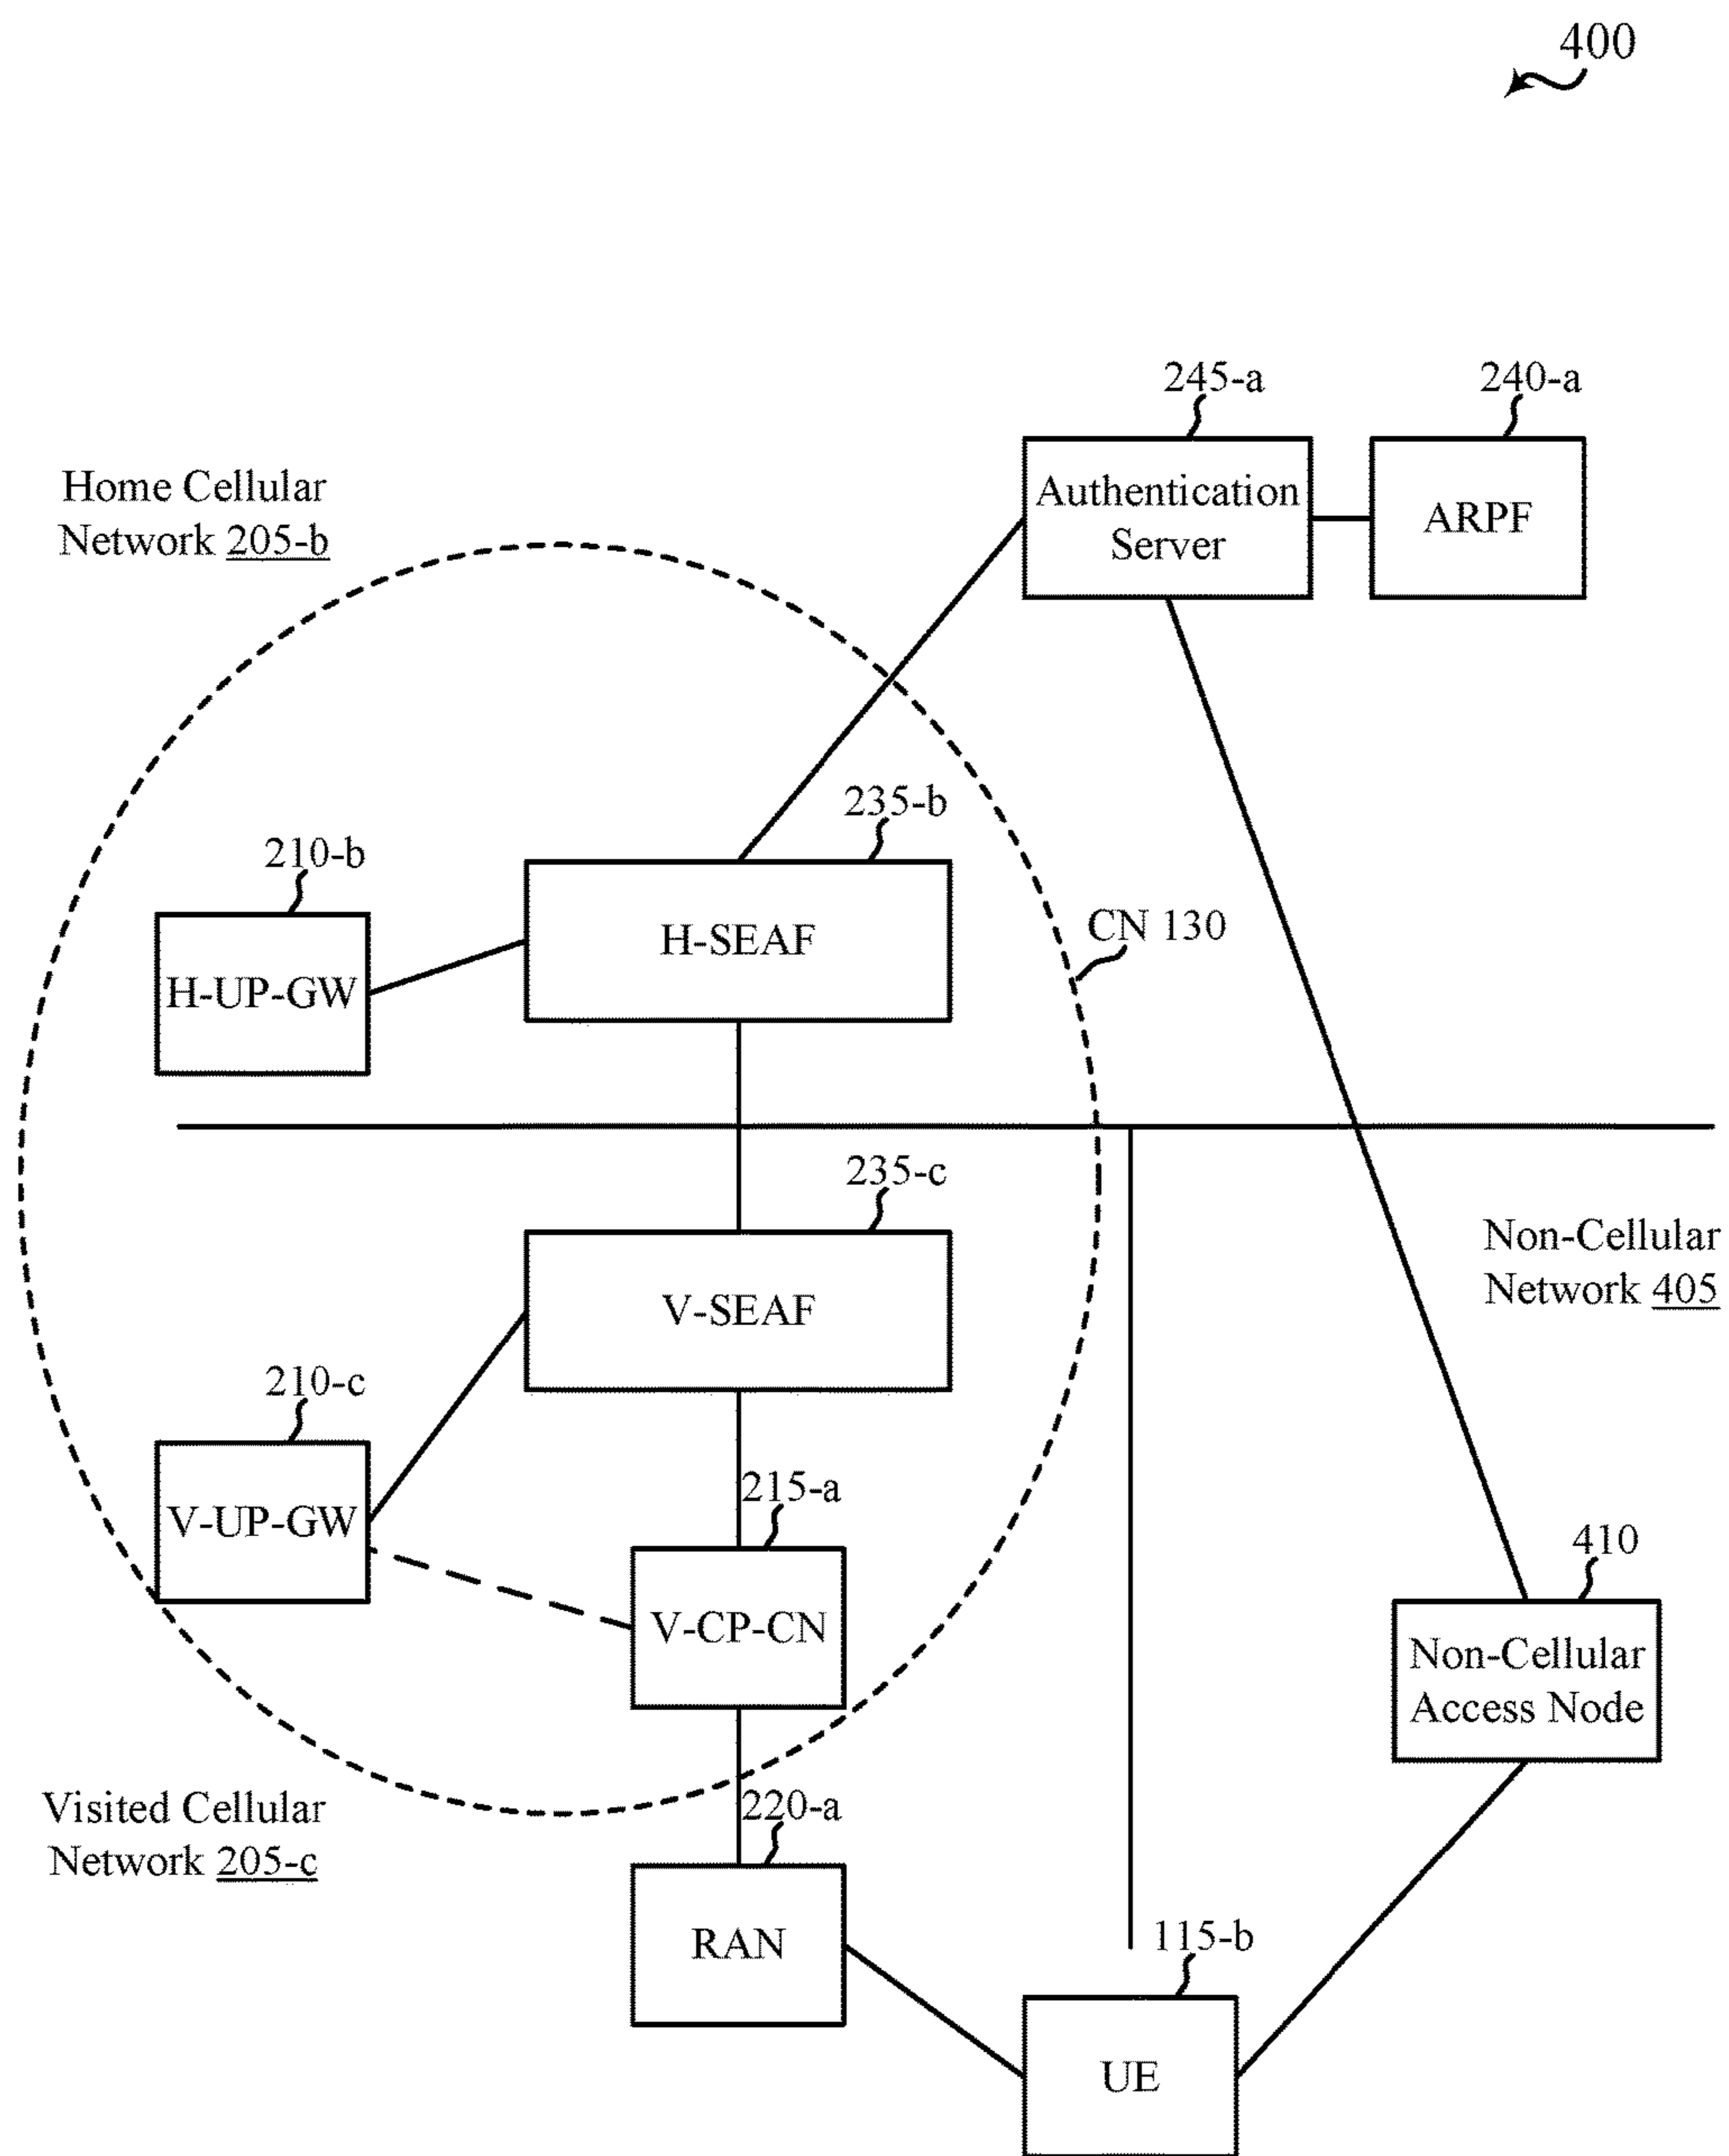 400
245-a
240-a
Home Cellular
Network 205-b
Authentication
Server
ARPF
235-b
210-b
H-SEAF
CN 130
H-UP-GW
235-c
Non-Cellular
Network 405
V-SEAF
210-c
215-a
V-UP-GW
410
V-CP-CN
Non-Cellular
Access Node
Visited Cellular
Network 205-c
220-a
RAN
115-b
UE